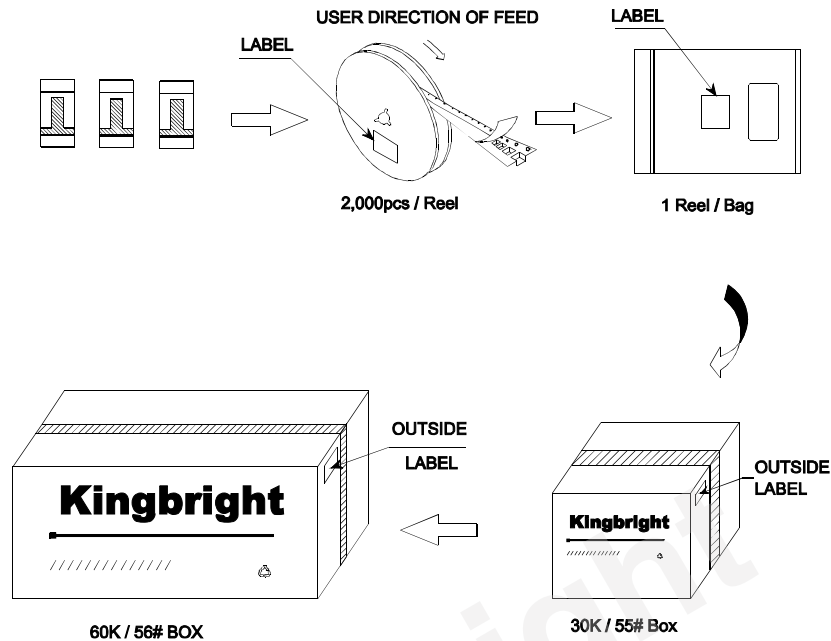 USER DIRECTION OF FEED
LABEL
LABEL
2,000pcs / Reel
1 Reel / Bag
OUTSIDE
LABEL
Kingbright
60K / 56# BOX
OUTSIDE
LABEL
Kingbright
30K / 55# Box